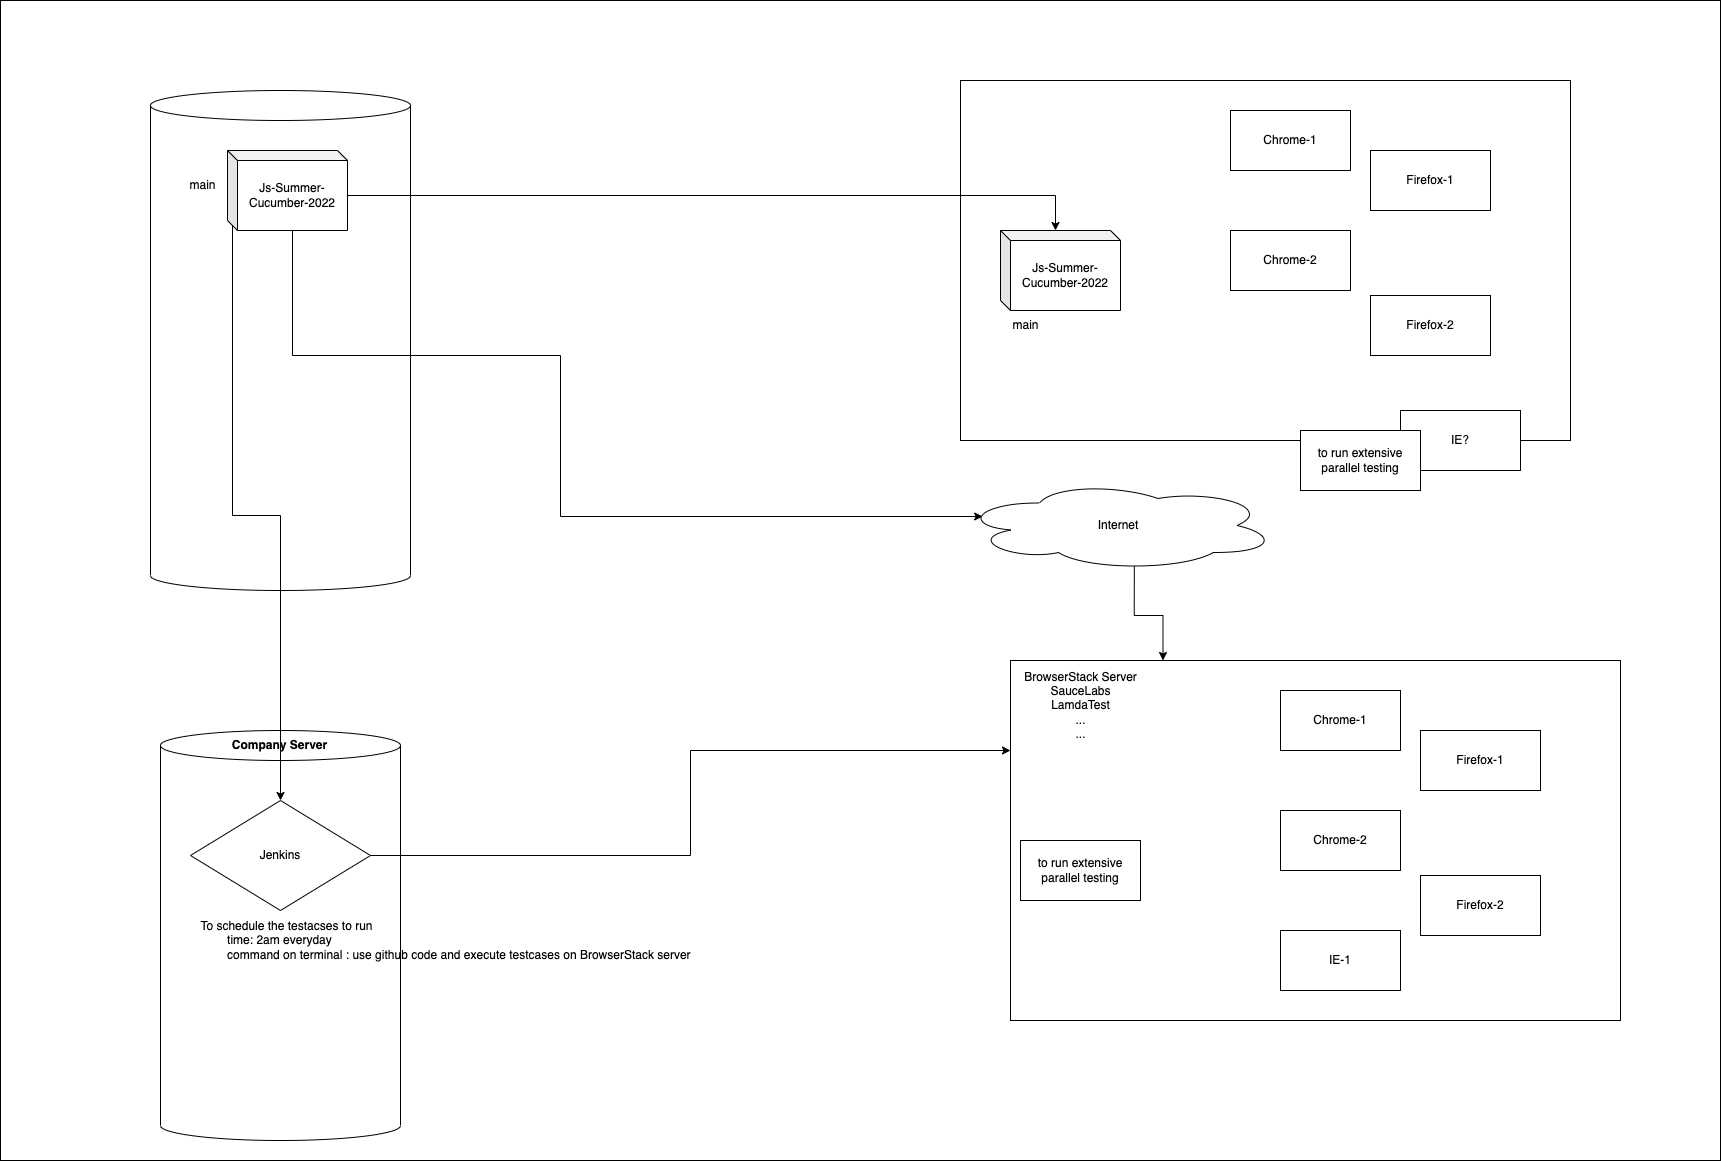 main
Js-Summer-
Cucumber-2022
Chrome-1
Firefox-1
Chrome-2
Js-Summer-
Cucumber-2022
main
Firefox-2
IE?
to run extensive
parallel testing
Internet
BrowserStack Server
SauceLabs
LamdaTest
...
...
Chrome-1
Firefox-1
Chrome-2
to run extensive
parallel testing
Firefox-2
IE-1
Company Server
Jenkins
To schedule the testacses to run
time: 2am everyday
command on terminal : use github code and execute testcases on BrowserStack server